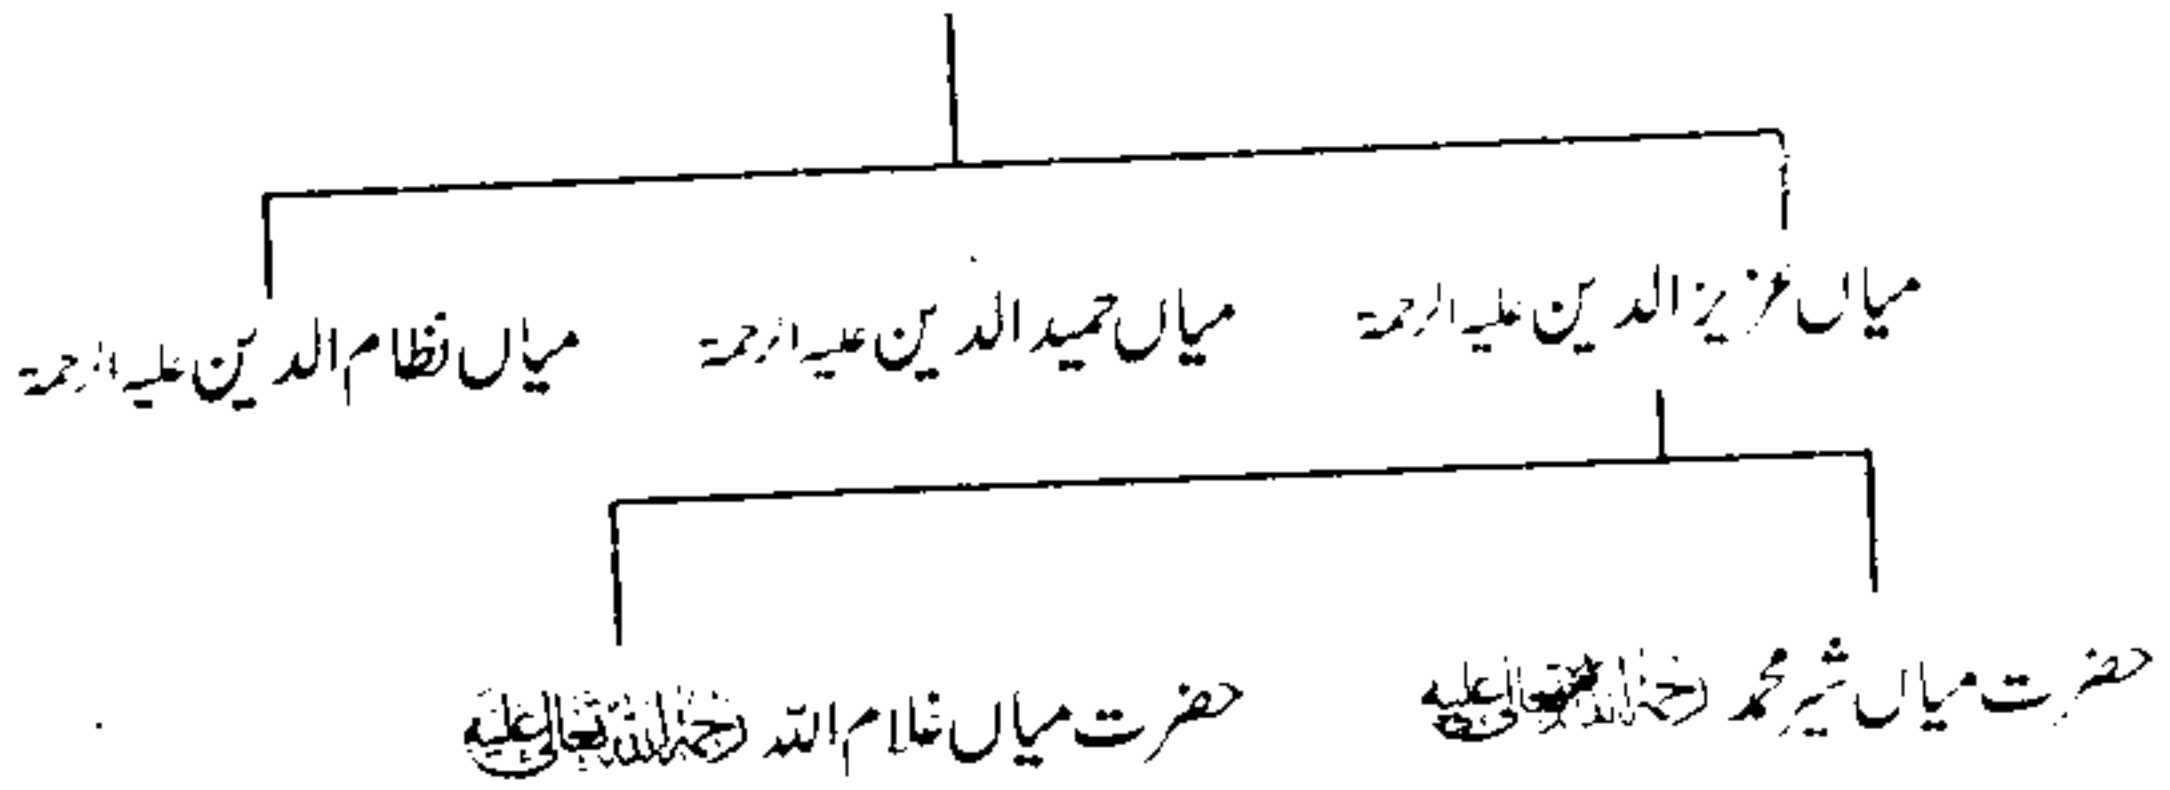 میاں عزیز الدین علیہ الرحمۃ میاں حمید الدین علیہ الرحمۃ میاں نظام الدین علیہ الرحمۃ
حضرت میاں شیر محمد رحمۃ اللہ تعالیٰ علیہ حضرت میاں غلام اللہ رحمۃ اللہ تعالیٰ علیہ